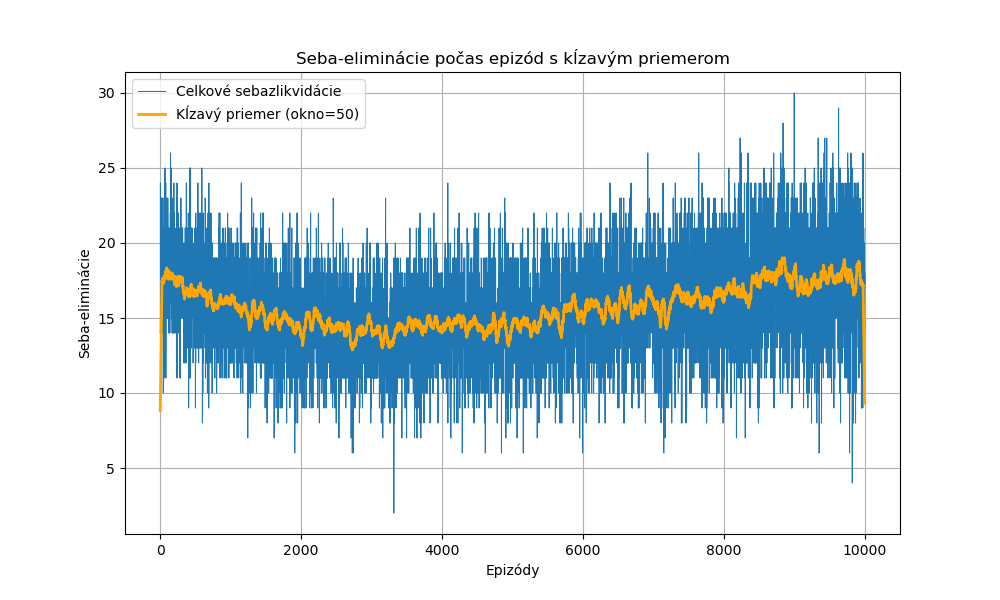 Seba-eliminácie počas epizód s kĺzavým priemerom
Celkové sebazlikvidácie
Kĺzavý priemer (okno=50)
Seba-eliminácie
30
25
20
15
10
5
0
2000
4000
6000
8000
10000
Epizódy